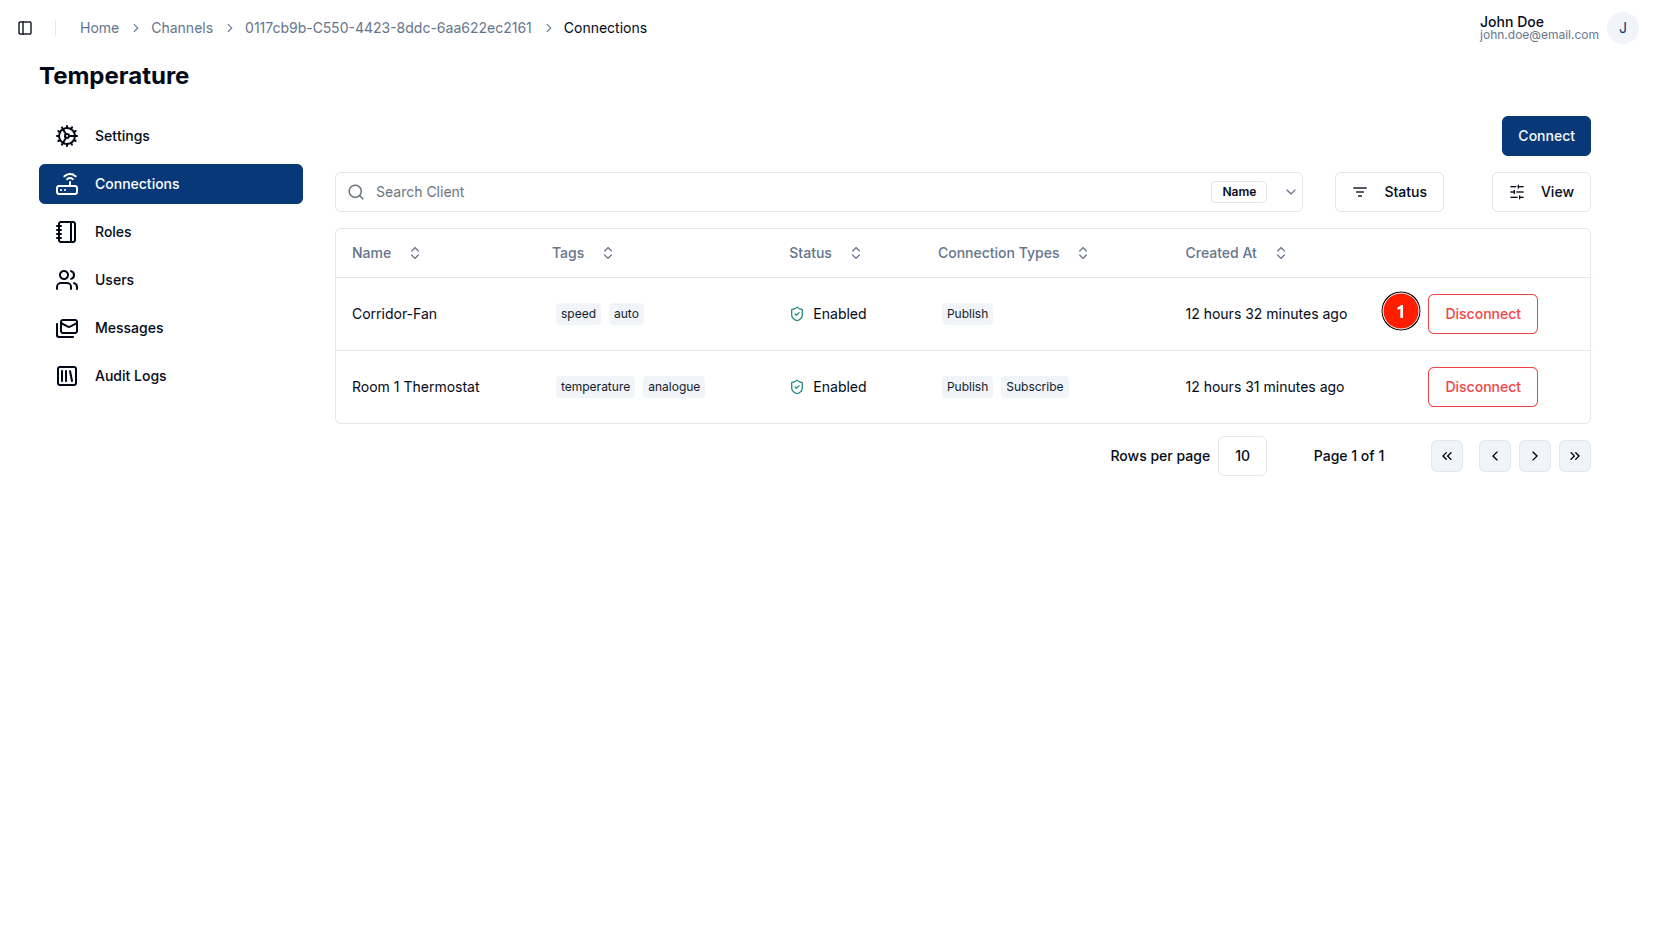 Home > Channels > 0117cb9b-C550-4423-8ddc-6aa622ec2161 > Connections
John Doe
john.doe@email.com
J
Temperature
Settings
Connect
Connections
Search Client
Name
Status
View
Roles
Users
Messages
Audit Logs
Name Tags Status Connection Types Created At
Corridor-Fan speed auto Enabled Publish 12 hours 32 minutes ago 1 Disconnect
Room 1 Thermostat temperature analogue Enabled Publish Subscribe 12 hours 31 minutes ago Disconnect
Rows per page 10 Page 1 of 1